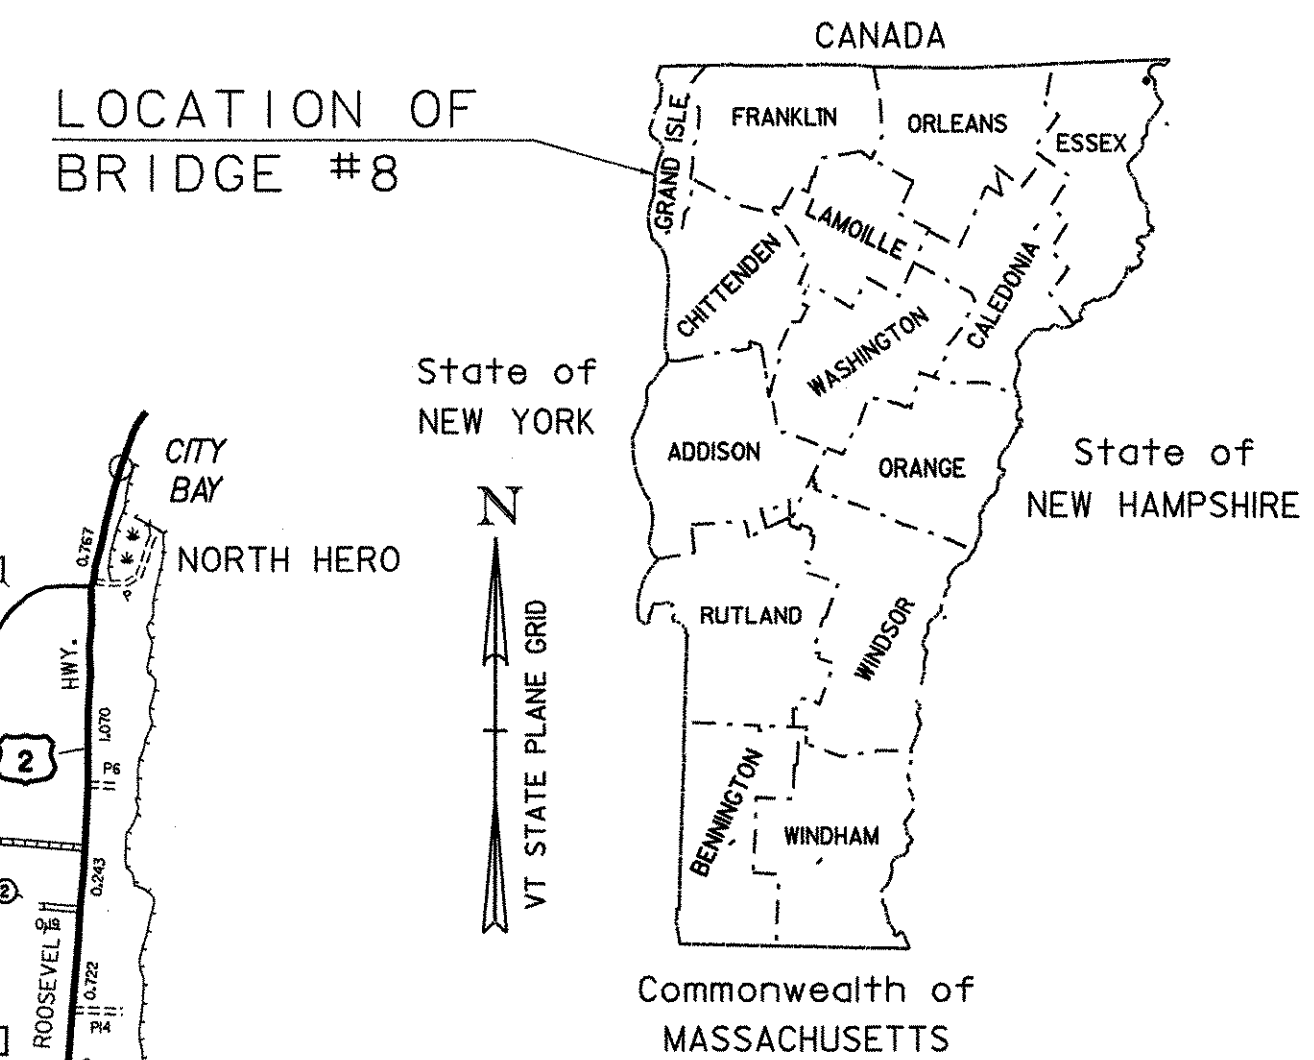 CANADA
LOCATION OF
BRIDGE #8
GRAND ISLE
FRANKLIN
ORLEANS
ESSEX
LAMOILLE
CHITTENDEN
CALEDONIA
WASHINGTON
State of
NEW YORK
ADDISON
ORANGE
State of
NEW HAMPSHIRE
CITY
BAY
N
NORTH HERO
0.767
P
HWY.
RUTLAND
WINDSOR
VT STATE PLANE GRID
1.070
2
P6
BENNINGTON
WINDHAM
0.243
2
ROOSEVEL
0.722
P14
Commonwealth of
MASSACHUSETTS